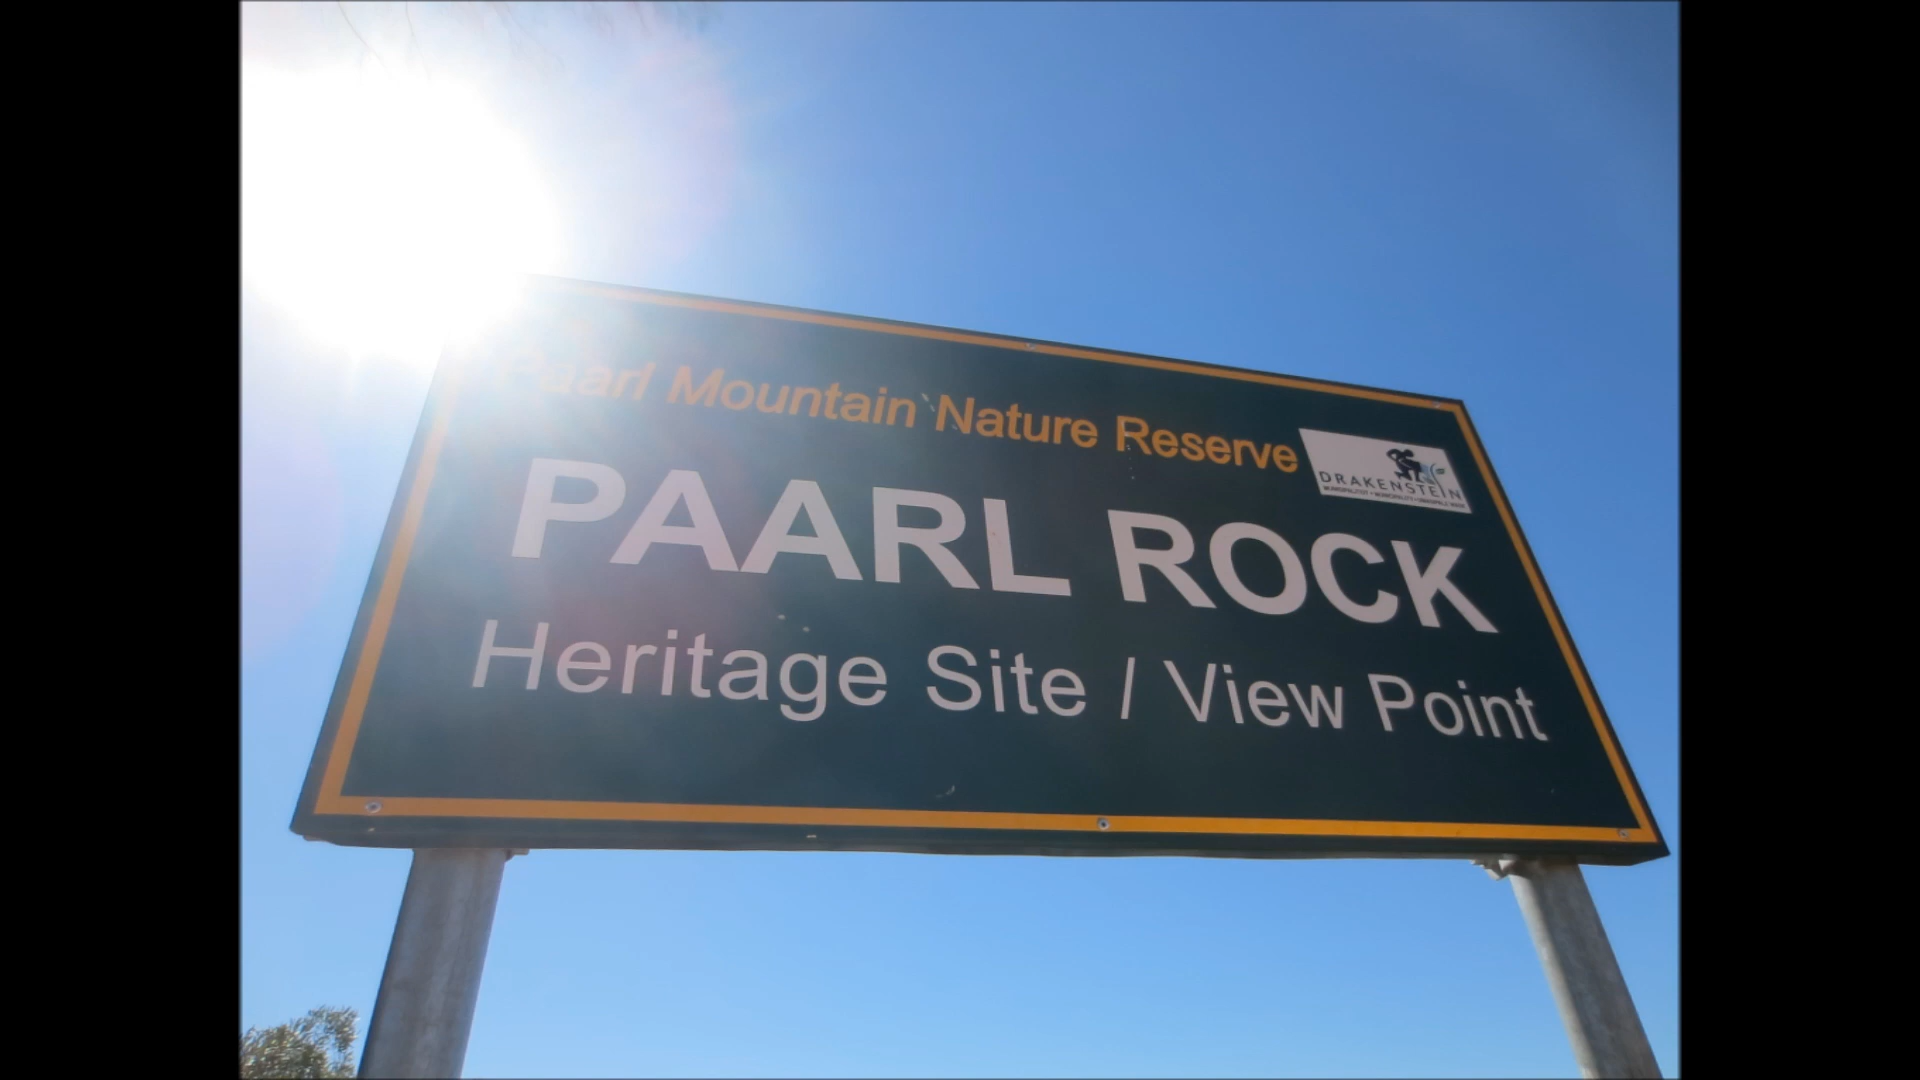 Paarl Mountain Nature Reserve
DRAKENSTEIN
PAARL ROCK
Heritage Site / View Point